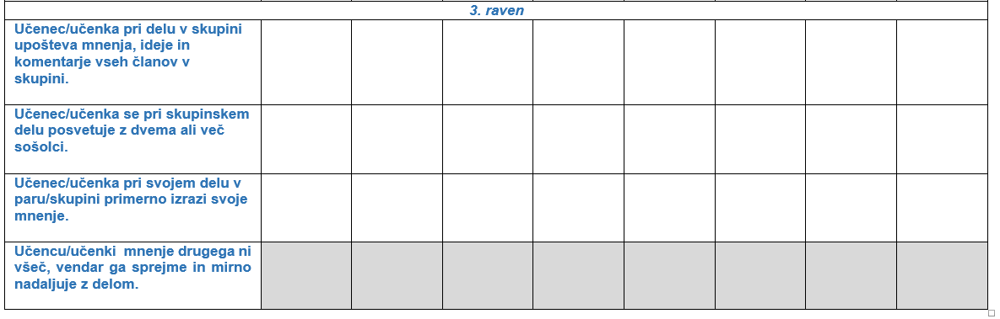 3. raven
Učenec/učenka pri delu v skupini
upošteva mnenja, ideje in
komentarje vseh članov v
skupini.
Učenec/učenka se pri skupinskem
delu posvetuje z dvema ali več
sošolci.
Učenec/učenka pri svojem delu v
paru/skupini primerno izrazi svoje
mnenje.
Učencu/učenki mnenje drugega ni
všeč, vendar ga sprejme in mirno
nadaljuje z delom.